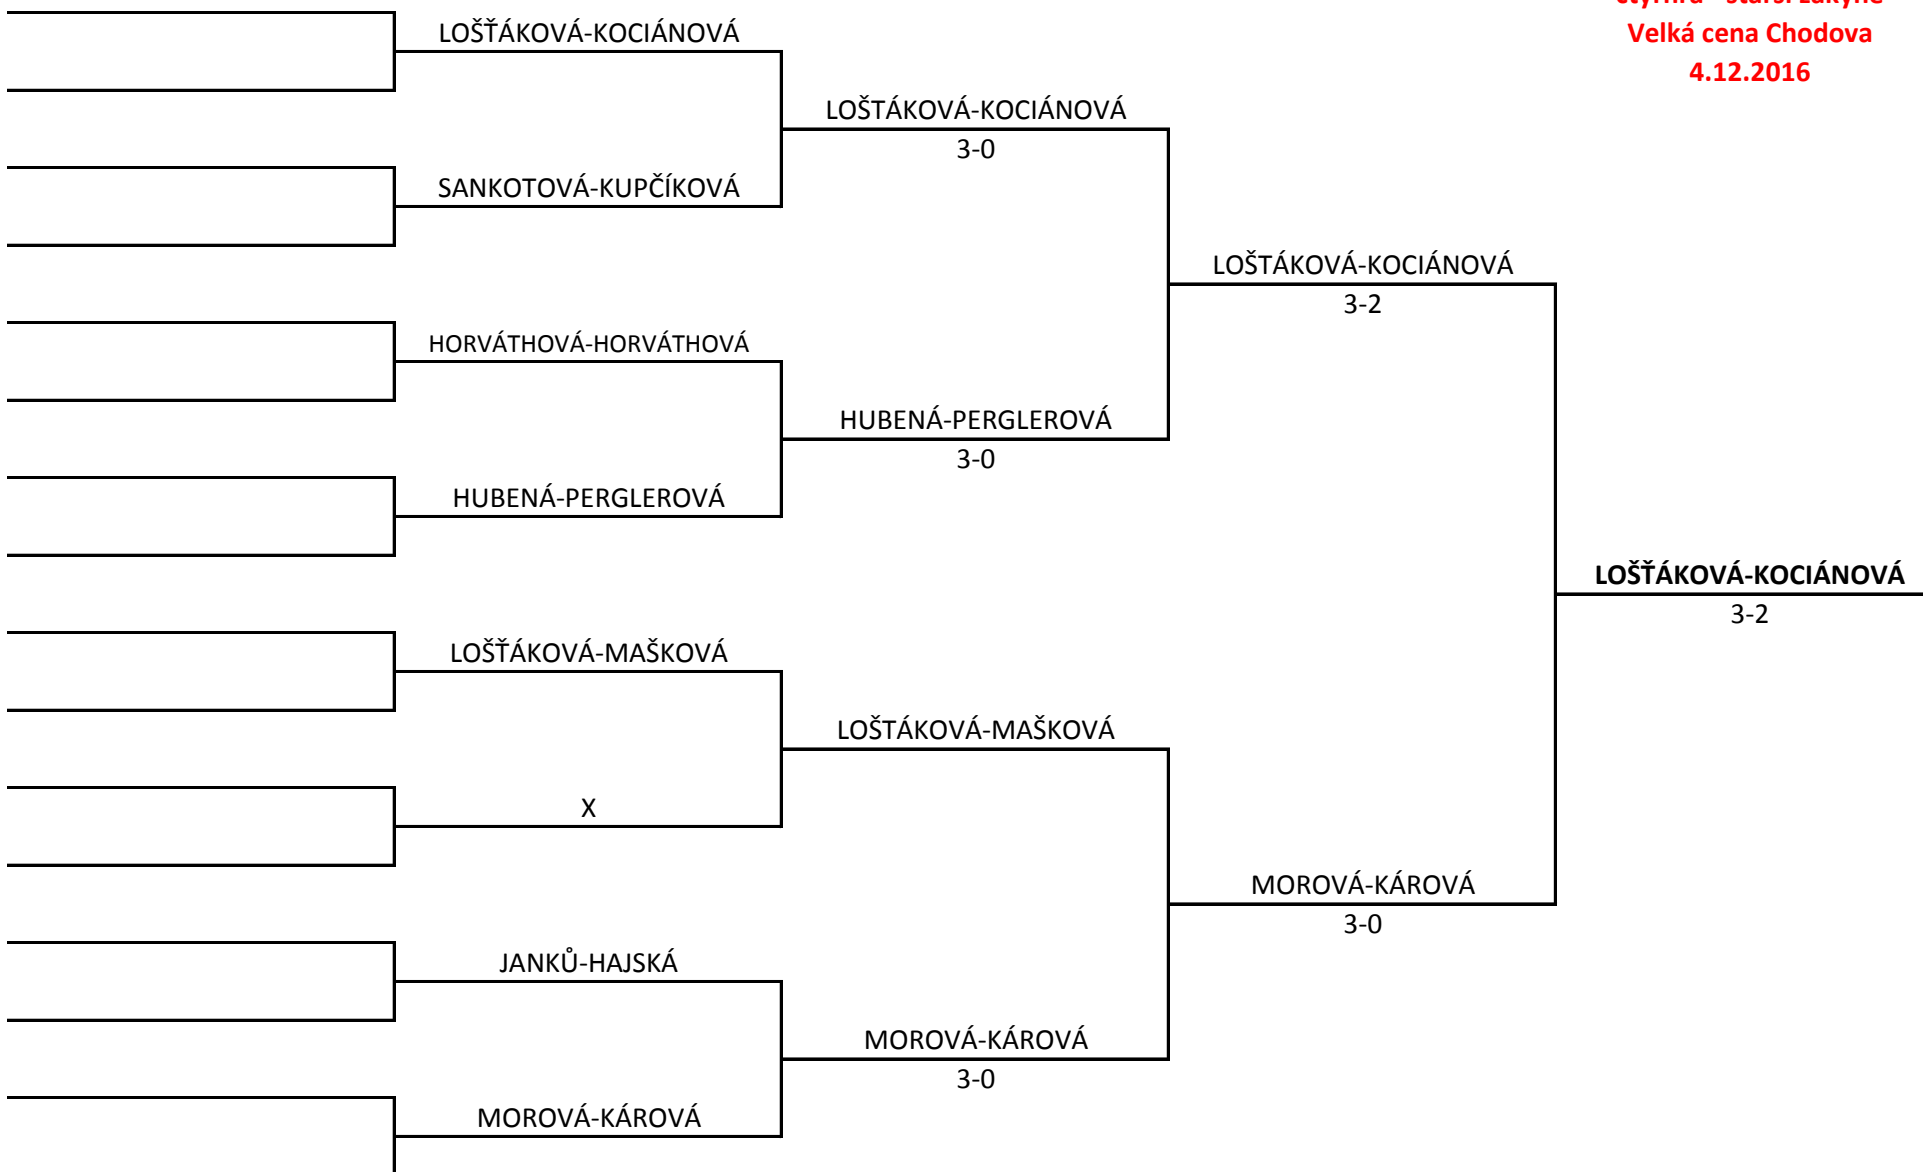 Velká cena Chodova
4.12.2016
LOŠŤÁKOVÁ-KOCIÁNOVÁ
LOŠTÁKOVÁ-KOCIÁNOVÁ
3-0
SANKOTOVÁ-KUPČÍKOVÁ
LOŠTÁKOVÁ-KOCIÁNOVÁ
3-2
HORVÁTHOVÁ-HORVÁTHOVÁ
HUBENÁ-PERGLEROVÁ
3-0
HUBENÁ-PERGLEROVÁ
LOŠŤÁKOVÁ-KOCIÁNOVÁ
3-2
LOŠŤÁKOVÁ-MAŠKOVÁ
LOŠTÁKOVÁ-MAŠKOVÁ
X
MOROVÁ-KÁROVÁ
3-0
JANKŮ-HAJSKÁ
MOROVÁ-KÁROVÁ
3-0
MOROVÁ-KÁROVÁ